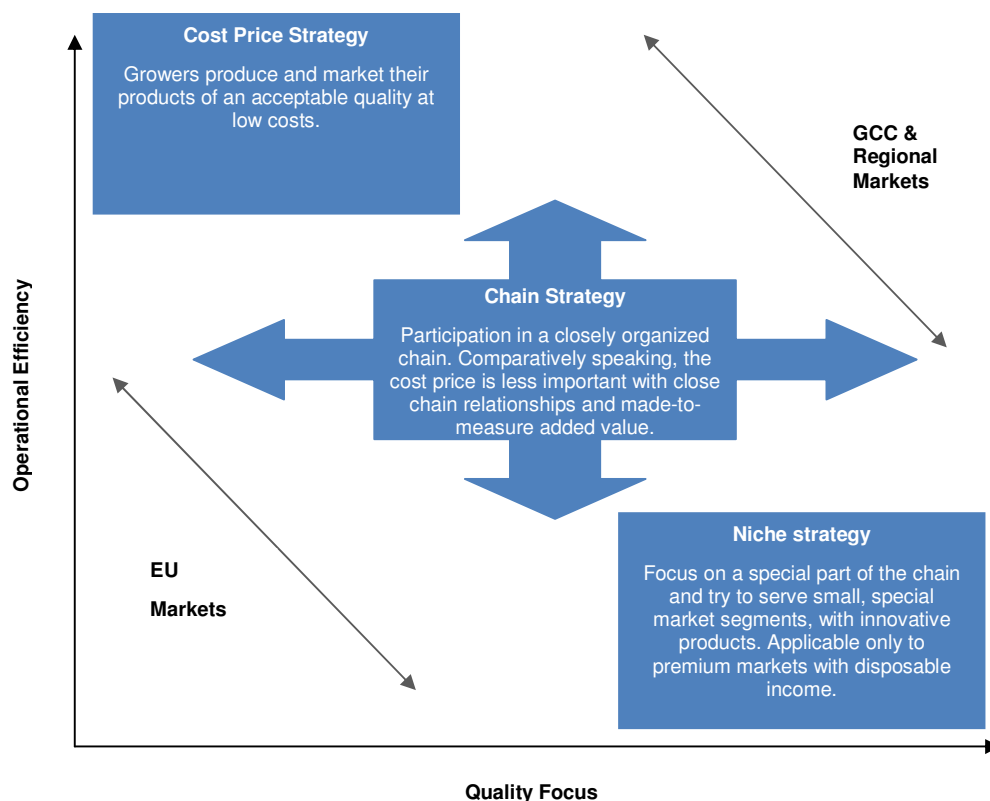 Cost Price Strategy
Growers produce and market their
products of an acceptable quality at
low costs.
GCC &
Regional
Markets
Operational Efficiency
Chain Strategy
Participation in a closely organized
chain. Comparatively speaking, the
cost price is less important with close
chain relationships and made-to-
measure added value.
EU
Markets
Niche strategy
Focus on a special part of the chain
and try to serve small, special
market segments, with innovative
products. Applicable only to
premium markets with disposable
income.
Quality Focus